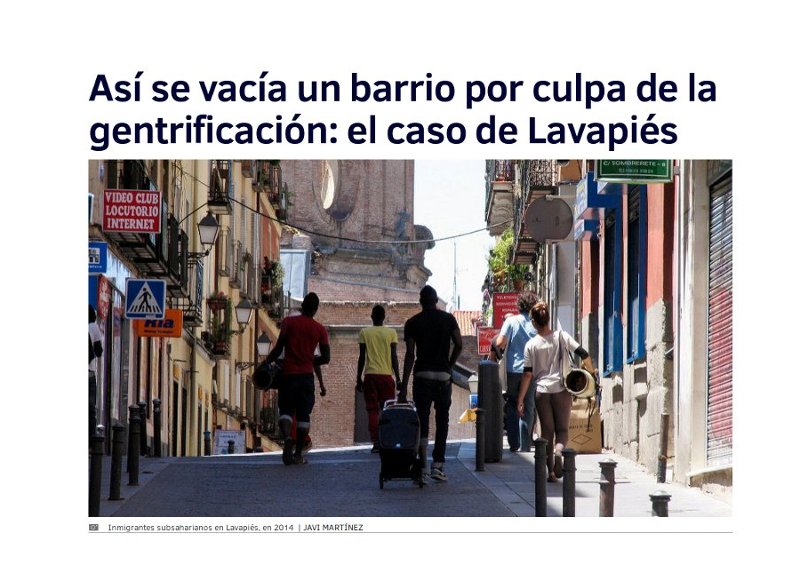 Así se vacía un barrio por culpa de la
gentrificación: el caso de Lavapiés
VIDEO CLUB
LOCUTORIO
INTERNET
Ria
C/ SOMBRERETE - 8
Inmigrantes subsaharianos en Lavapiés, en 2014 | JAVI MARTÍNEZ